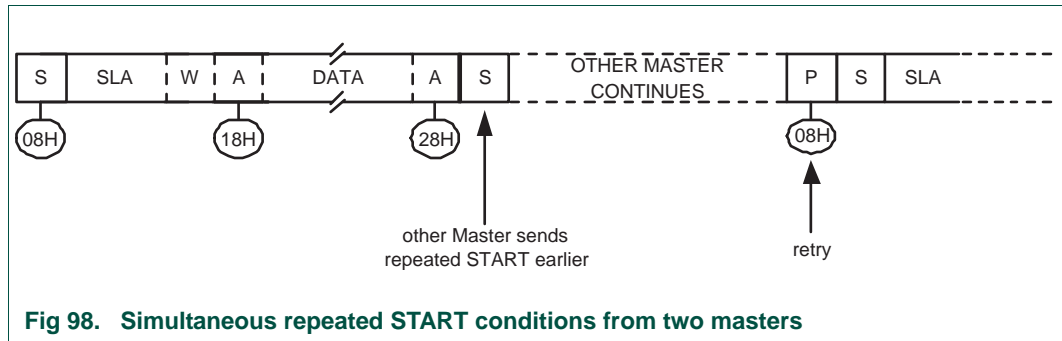 S SLA W A DATA A S OTHER MASTER CONTINUES P S SLA
08H 18H 28H 08H
other Master sends
repeated START earlier
retry
Fig 98. Simultaneous repeated START conditions from two masters